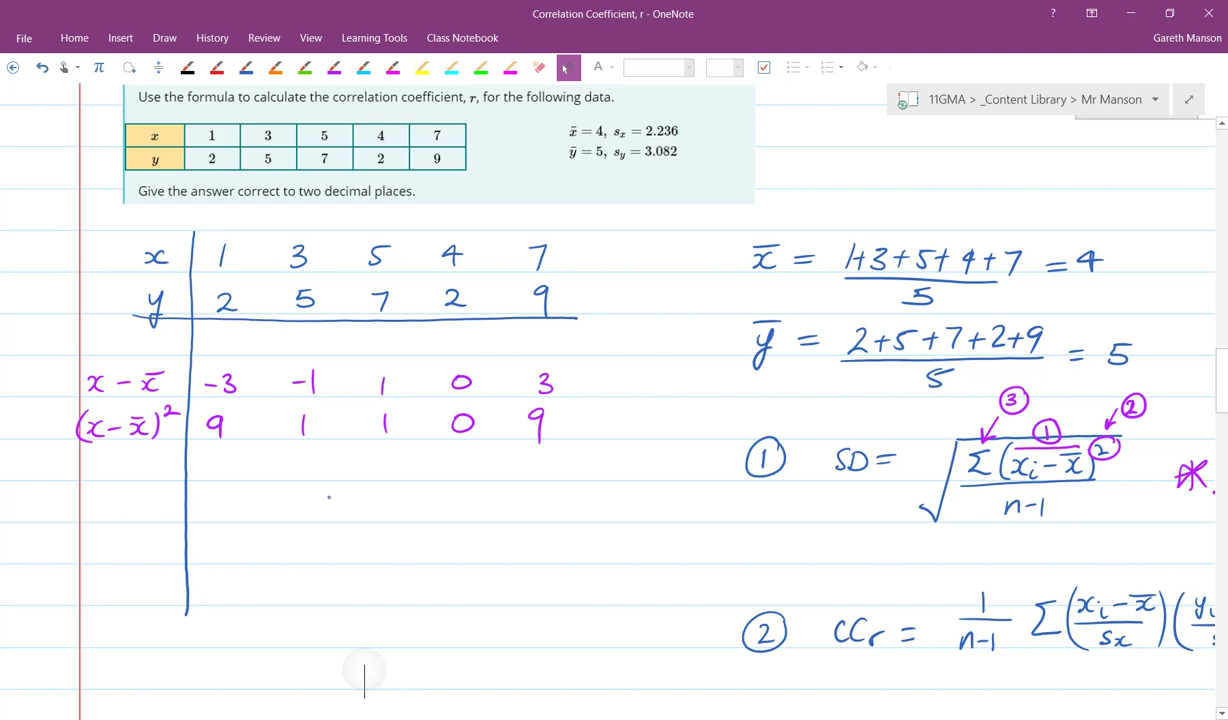 Correlation Coefficient, r - OneNote
?
File Home Insert Draw History Review View Learning Tools Class Notebook
Gareth Manson
11GMA > _Content Library > Mr Manson
Use the formula to calculate the correlation coefficient, r, for the following data.
x 1 3 5 4 7
y 2 5 7 2 9
x̄ = 4, sₓ = 2.236
ȳ = 5, s_y = 3.082
Give the answer correct to two decimal places.
x 1 3 5 4 7
y 2 5 7 2 9
x - x̄ -3 -1 1 0 3
(x - x̄)² 9 1 1 0 9
x̄ = 1+3+5+4+7 = 4
5
ȳ = 2+5+7+2+9 = 5
5
③ ① ②
① SD = √ Σ(xᵢ - x̄)²
n-1
*
② CCr = 1/(n-1) Σ((xᵢ - x̄)/sx)(